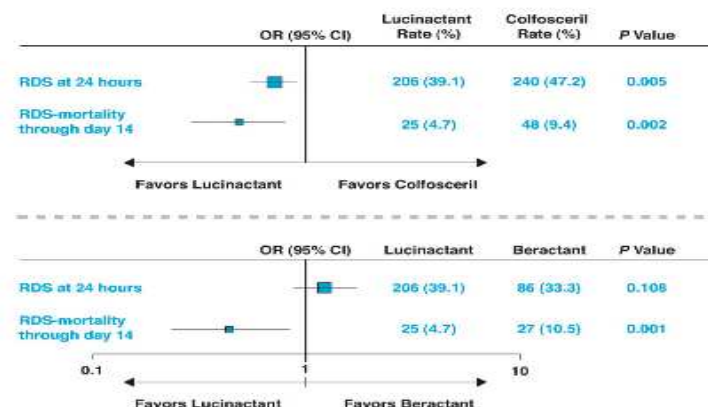 OR (95% CI) Lucinactant Rate (%) Colfosceril Rate (%) P Value
RDS at 24 hours 206 (39.1) 240 (47.2) 0.005
RDS-mortality through day 14 25 (4.7) 48 (9.4) 0.002
Favors Lucinactant Favors Colfosceril
OR (95% CI) Lucinactant Beractant P Value
RDS at 24 hours 206 (39.1) 86 (33.3) 0.108
RDS-mortality through day 14 25 (4.7) 27 (10.5) 0.001
0.1 1 10
Favors Lucinactant Favors Beractant